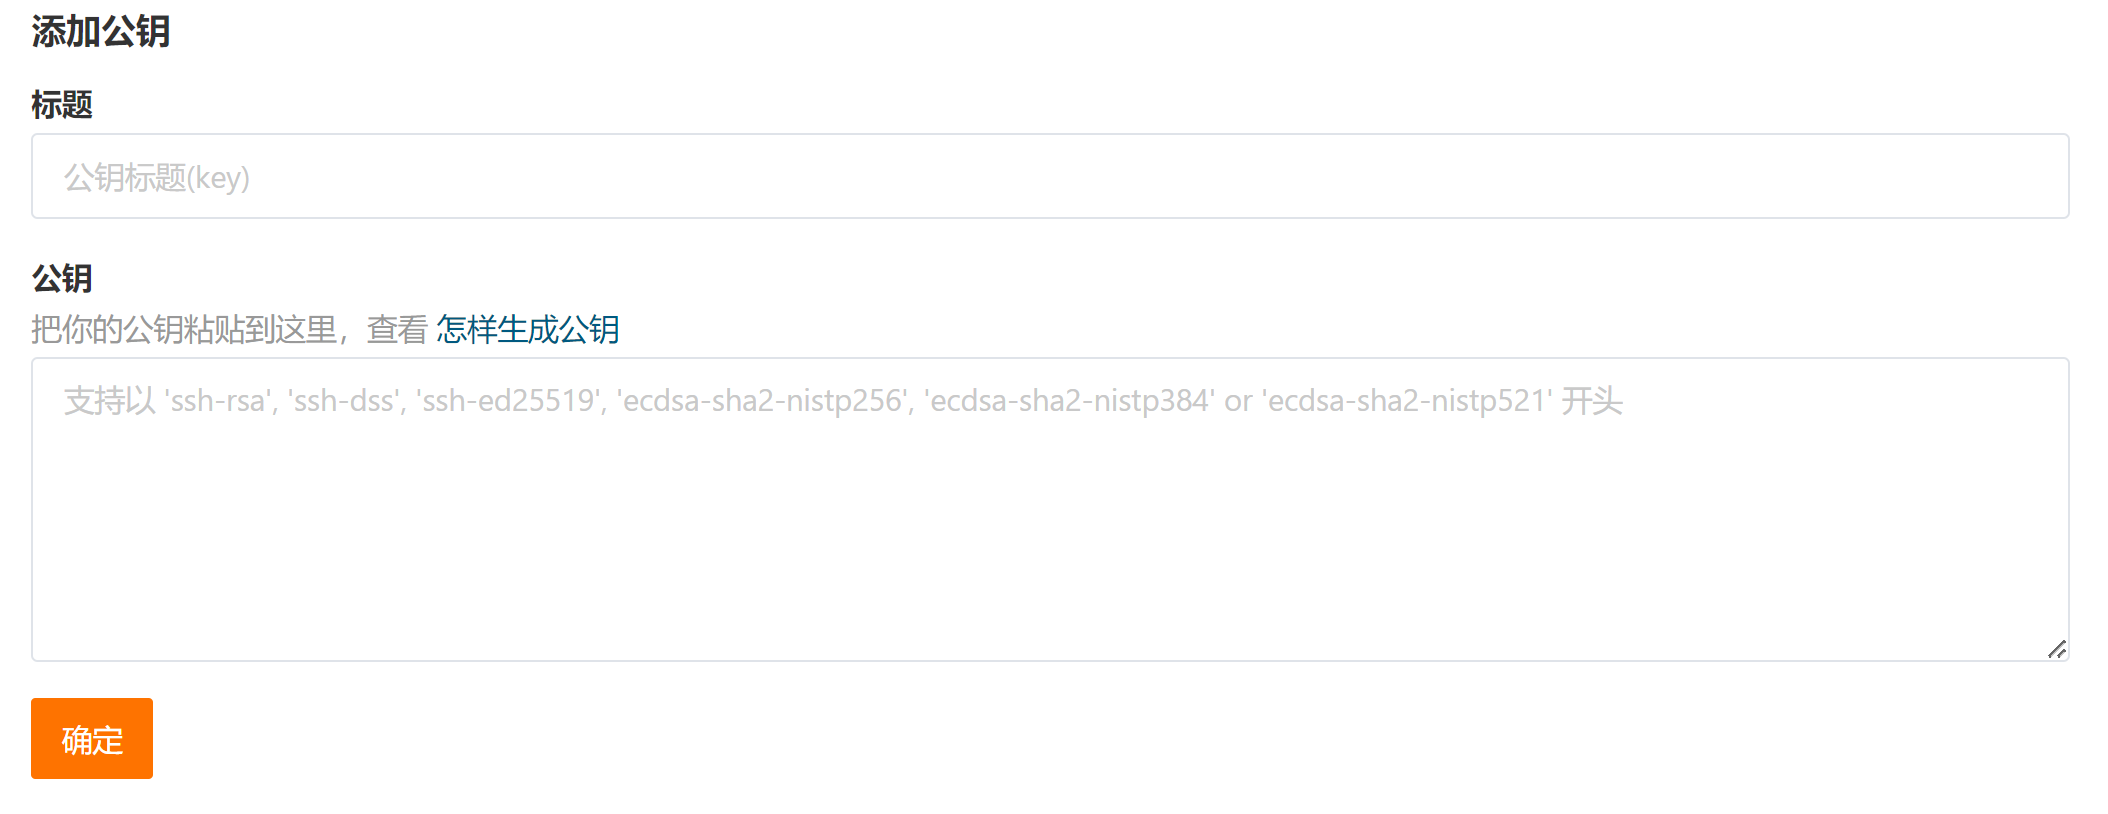 添加公钥
标题
公钥标题(key)
公钥
把你的公钥粘贴到这里，查看 怎样生成公钥
支持以 'ssh-rsa', 'ssh-dss', 'ssh-ed25519', 'ecdsa-sha2-nistp256', 'ecdsa-sha2-nistp384' or 'ecdsa-sha2-nistp521' 开头
确定